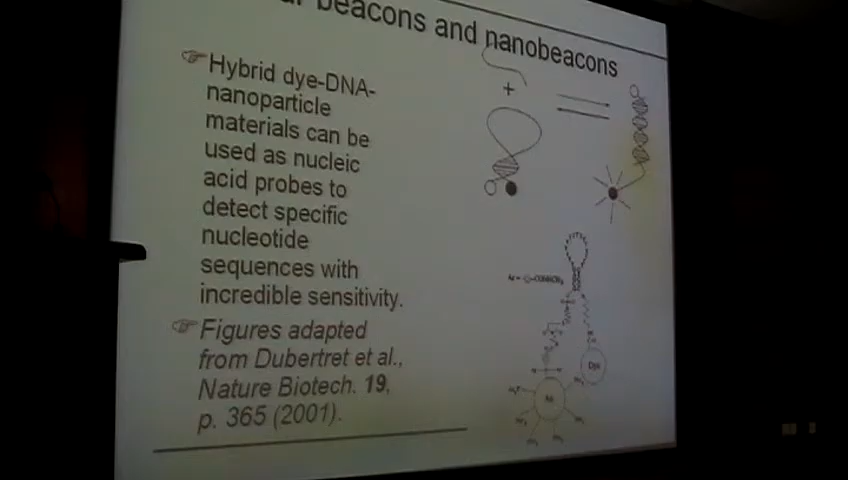 beacons and nanobeacons
Hybrid dye-DNA-
nanoparticle
materials can be
used as nucleic
acid probes to
detect specific
nucleotide
sequences with
incredible sensitivity.
Figures adapted
from Dubertret et al.,
Nature Biotech. 19,
p. 365 (2001).
+